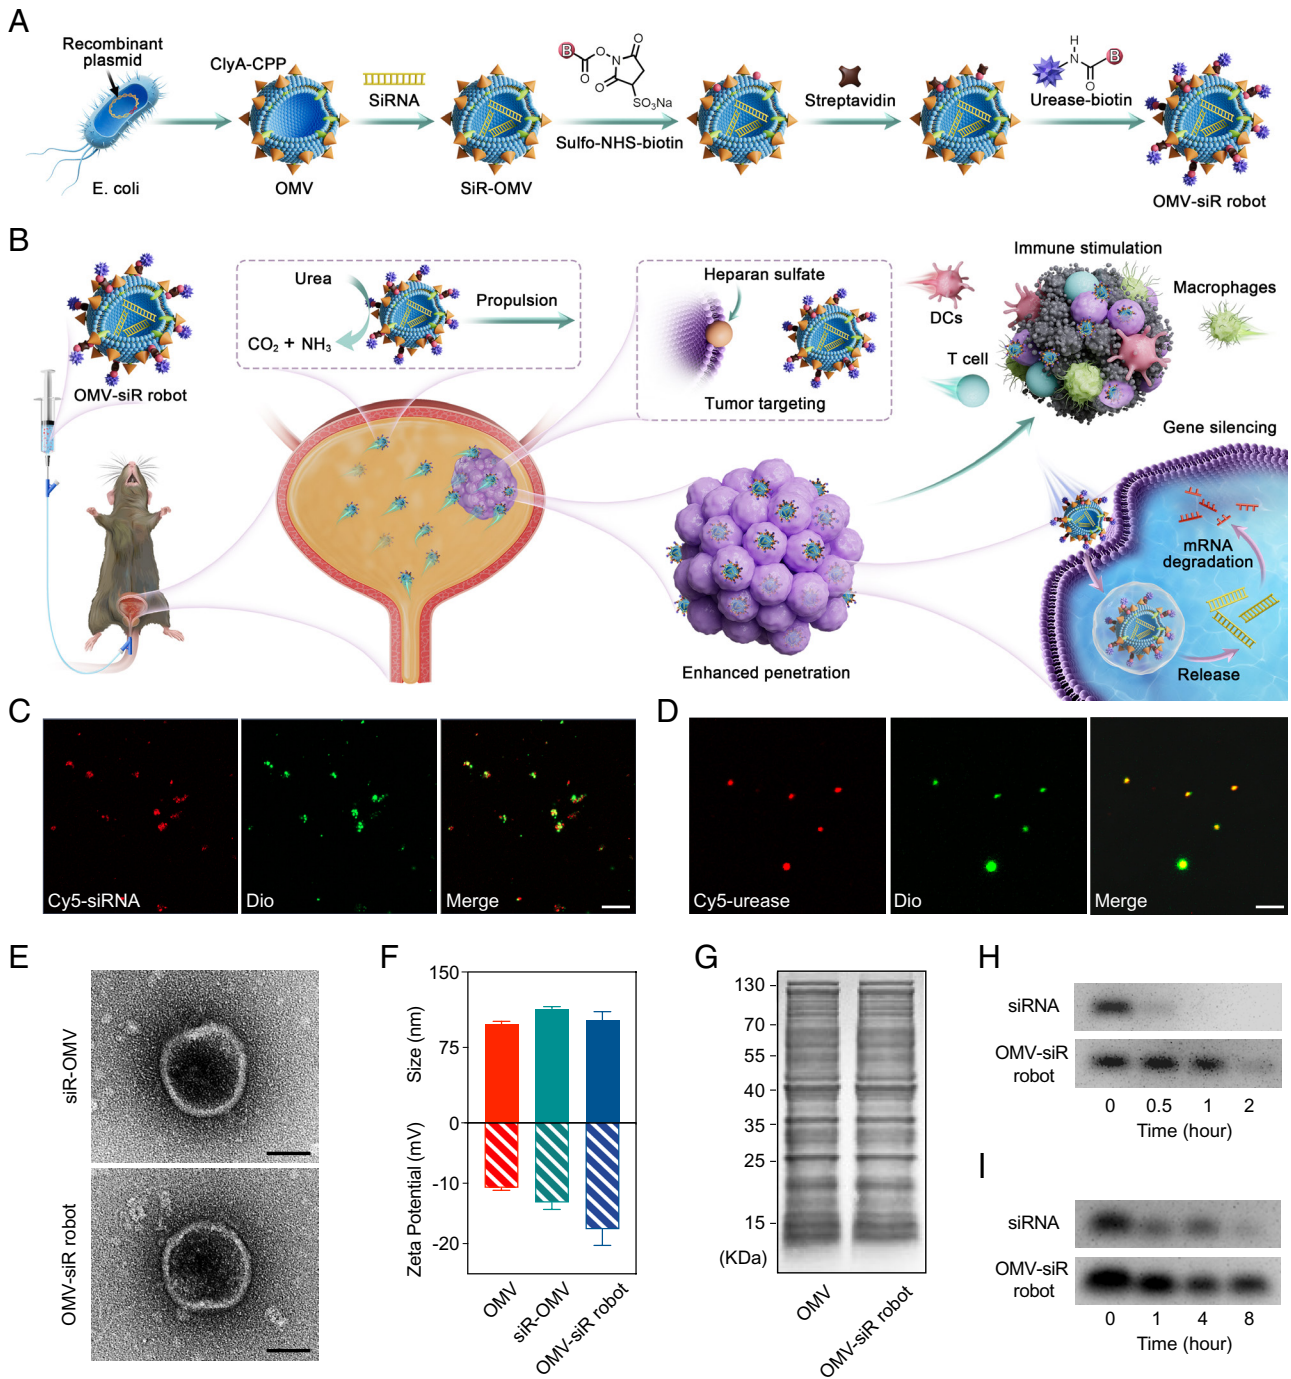 A
Recombinant
plasmid
E. coli
ClyA-CPP
OMV
SiRNA
SiR-OMV
B
O
O
N
O
O
SO₃Na
Sulfo-NHS-biotin
Streptavidin
H
N
O
B
Urease-biotin
OMV-siR robot
B
OMV-siR robot
Urea
CO₂ + NH₃
Propulsion
Heparan sulfate
Tumor targeting
DCs
T cell
Immune stimulation
Macrophages
Enhanced penetration
Gene silencing
mRNA
degradation
Release
C
Cy5-siRNA
Dio
Merge
D
Cy5-urease
Dio
Merge
E
siR-OMV
OMV-siR robot
F
Size (nm)
150
75
0
Zeta Potential (mV)
-10
-20
OMV
siR-OMV
OMV-siR robot
G
130
70
55
40
35
25
15
(KDa)
OMV
OMV-siR robot
H
siRNA
OMV-siR
robot
0 0.5 1 2
Time (hour)
I
siRNA
OMV-siR
robot
0 1 4 8
Time (hour)